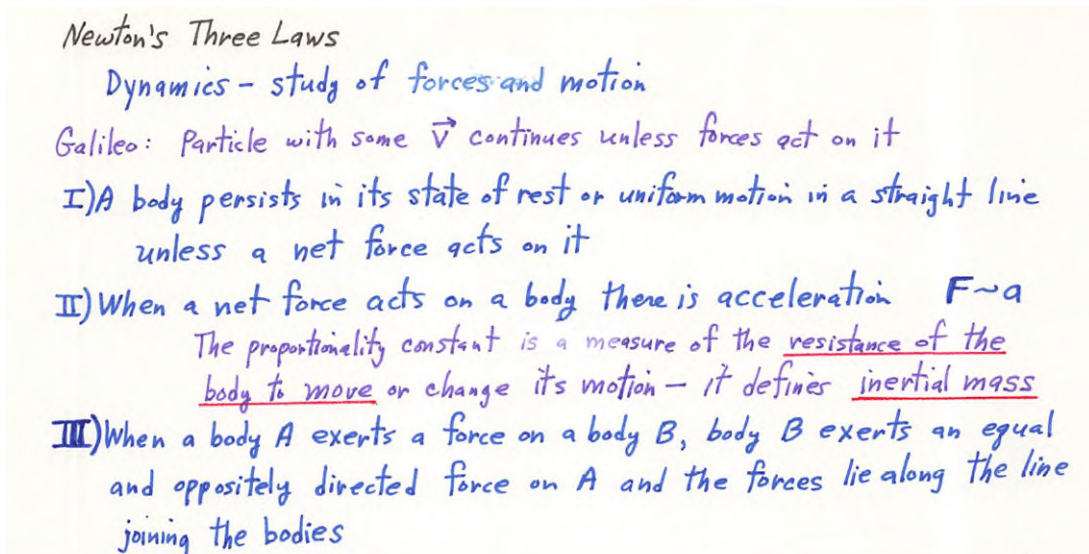 Newton's Three Laws
Dynamics - study of forces and motion
Galileo: Particle with some v⃗ continues unless forces act on it
I) A body persists in its state of rest or uniform motion in a straight line
unless a net force acts on it
II) When a net force acts on a body there is acceleration F~a
The proportionality constant is a measure of the resistance of the
body to move or change its motion - it defines inertial mass
III) When a body A exerts a force on a body B, body B exerts an equal
and oppositely directed force on A and the forces lie along the line
joining the bodies